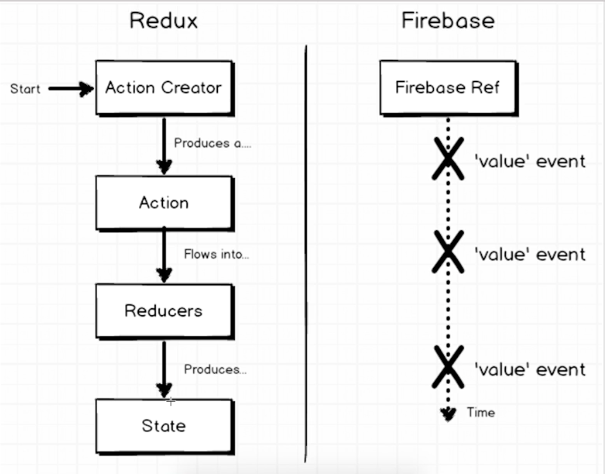 Redux
Start
Action Creator
Produces a....
Action
Flows into...
Reducers
Produces...
State
Firebase
Firebase Ref
'value' event
'value' event
'value' event
Time